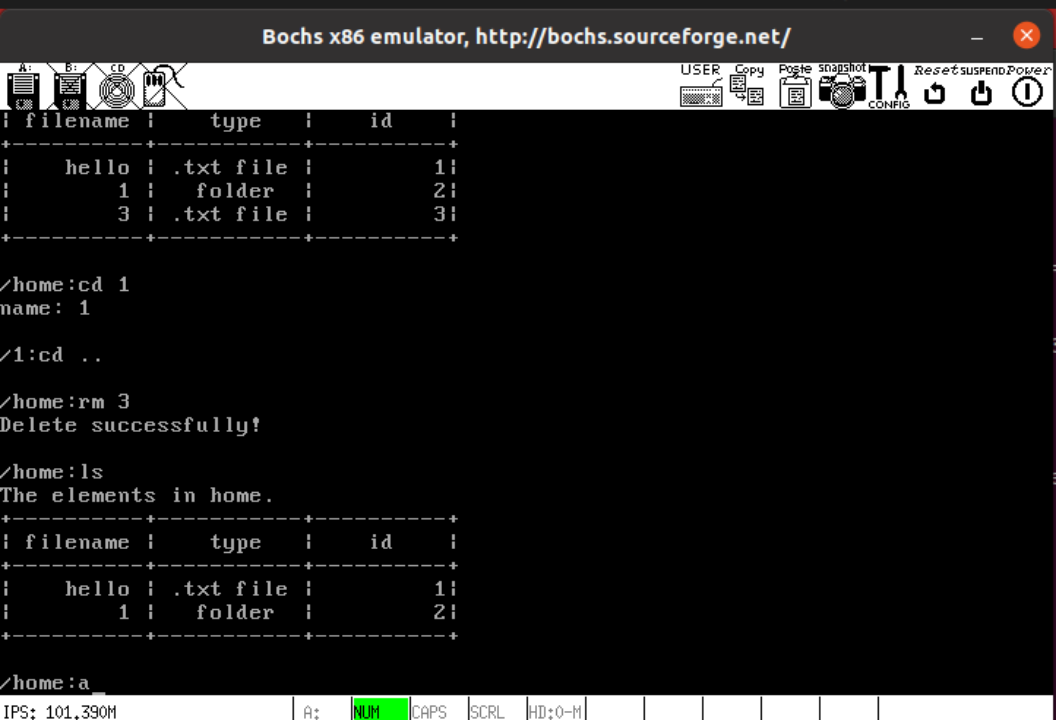 Bochs x86 emulator, http://bochs.sourceforge.net/
A: B: CD USER Copy Paste snapshot CONFIG Reset SUSPEND Power
| filename | type | id |
+----------+-----------+----------+
| hello | .txt file | 1|
| 1 | folder | 2|
| 3 | .txt file | 3|
+----------+-----------+----------+
/home:cd 1
name: 1
/1:cd ..
/home:rm 3
Delete successfully!
/home:ls
The elements in home.
+----------+-----------+----------+
| filename | type | id |
+----------+-----------+----------+
| hello | .txt file | 1|
| 1 | folder | 2|
+----------+-----------+----------+
/home:a_
IPS: 101.390M A: NUM CAPS SCRL HD:0-M